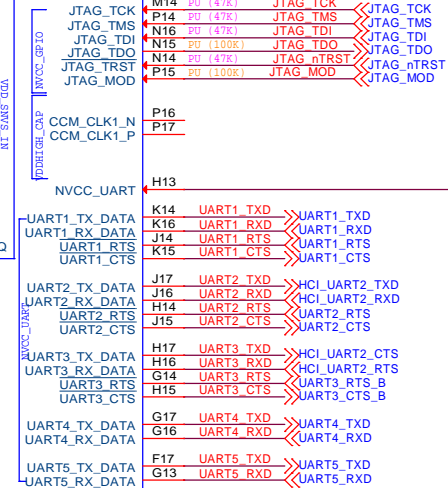 JTAG_TCK M14 PU (47K) JTAG_TCK JTAG_TCK
JTAG_TMS P14 PU (47K) JTAG_TMS JTAG_TMS
JTAG_TDI N16 PU (47K) JTAG_TDI JTAG_TDI
JTAG_TDO N15 PU (100K) JTAG_TDO JTAG_TDO
JTAG_TRST N14 PU (47K) JTAG_nTRST JTAG_nTRST
JTAG_MOD P15 PU (100K) JTAG_MOD JTAG_MOD
NVCC_GPIO
VDD_SNVS_IN
VDDHIGH_CAP
CCM_CLK1_N P16
CCM_CLK1_P P17
NVCC_UART H13
UART1_TX_DATA K14 UART1_TXD UART1_TXD
UART1_RX_DATA K16 UART1_RXD UART1_RXD
UART1_RTS J14 UART1_RTS UART1_RTS
UART1_CTS K15 UART1_CTS UART1_CTS
UART2_TX_DATA J17 UART2_TXD HCI_UART2_TXD
UART2_RX_DATA J16 UART2_RXD HCI_UART2_RXD
UART2_RTS H14 UART2_RTS UART2_RTS
UART2_CTS J15 UART2_CTS UART2_CTS
NVCC_UART
UART3_TX_DATA H17 UART3_TXD HCI_UART2_CTS
UART3_RX_DATA H16 UART3_RXD HCI_UART2_RTS
UART3_RTS G14 UART3_RTS UART3_RTS_B
UART3_CTS H15 UART3_CTS UART3_CTS_B
UART4_TX_DATA G17 UART4_TXD UART4_TXD
UART4_RX_DATA G16 UART4_RXD UART4_RXD
UART5_TX_DATA F17 UART5_TXD UART5_TXD
UART5_RX_DATA G13 UART5_RXD UART5_RXD